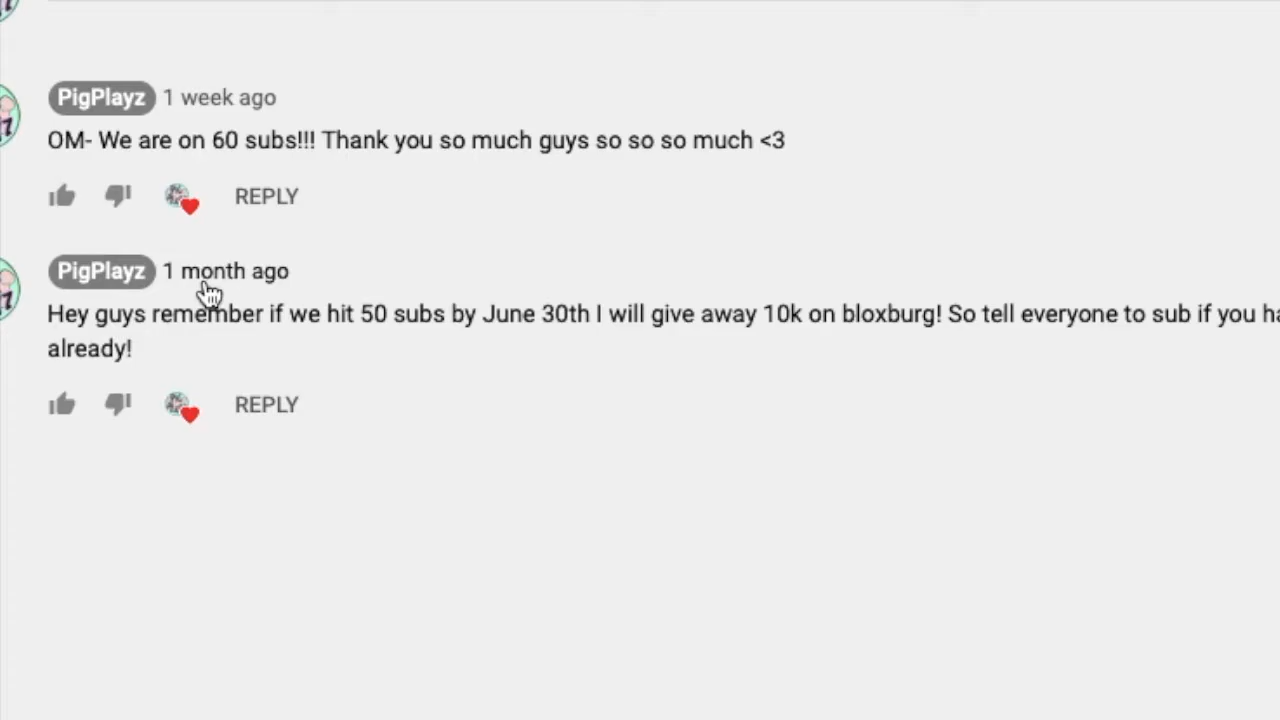 PigPlayz 1 week ago
OM- We are on 60 subs!!! Thank you so much guys so so so much <3
REPLY
PigPlayz 1 month ago
Hey guys remember if we hit 50 subs by June 30th I will give away 10k on bloxburg! So tell everyone to sub if you
already!
REPLY